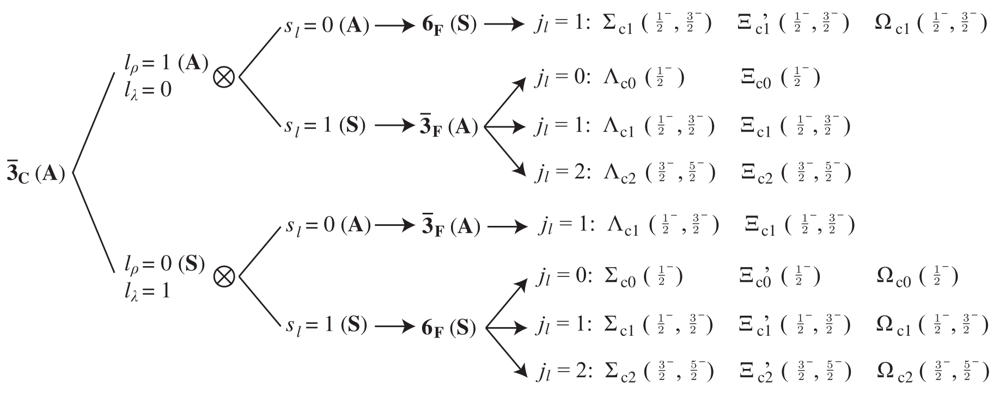 s_l = 0 (A) → 6_F (S) → j_l = 1: Σ_c1 (1/2⁻, 3/2⁻) Ξ'_c1 (1/2⁻, 3/2⁻) Ω_c1 (1/2⁻, 3/2⁻)
l_ρ = 1 (A) ⊗
l_λ = 0
j_l = 0: Λ_c0 (1/2⁻) Ξ_c0 (1/2⁻)
s_l = 1 (S) → 3̄_F (A) j_l = 1: Λ_c1 (1/2⁻, 3/2⁻) Ξ_c1 (1/2⁻, 3/2⁻)
j_l = 2: Λ_c2 (3/2⁻, 5/2⁻) Ξ_c2 (3/2⁻, 5/2⁻)
3̄_C (A)
s_l = 0 (A) → 3̄_F (A) → j_l = 1: Λ_c1 (1/2⁻, 3/2⁻) Ξ_c1 (1/2⁻, 3/2⁻)
l_ρ = 0 (S) ⊗
l_λ = 1
j_l = 0: Σ_c0 (1/2⁻) Ξ'_c0 (1/2⁻) Ω_c0 (1/2⁻)
s_l = 1 (S) → 6_F (S) j_l = 1: Σ_c1 (1/2⁻, 3/2⁻) Ξ'_c1 (1/2⁻, 3/2⁻) Ω_c1 (1/2⁻, 3/2⁻)
j_l = 2: Σ_c2 (3/2⁻, 5/2⁻) Ξ'_c2 (3/2⁻, 5/2⁻) Ω_c2 (3/2⁻, 5/2⁻)